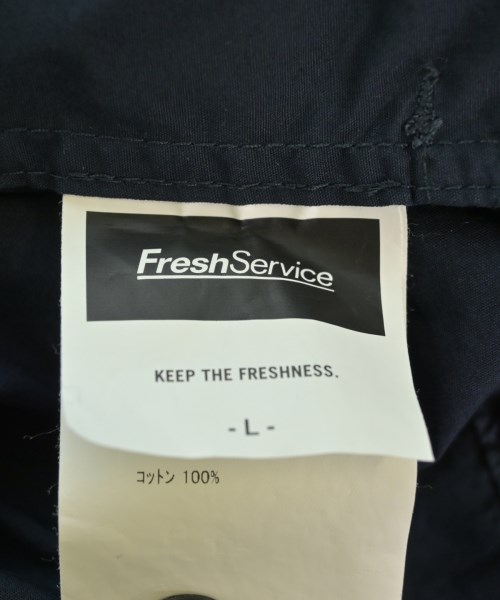 FreshService
KEEP THE FRESHNESS.
- L -
コットン 100%